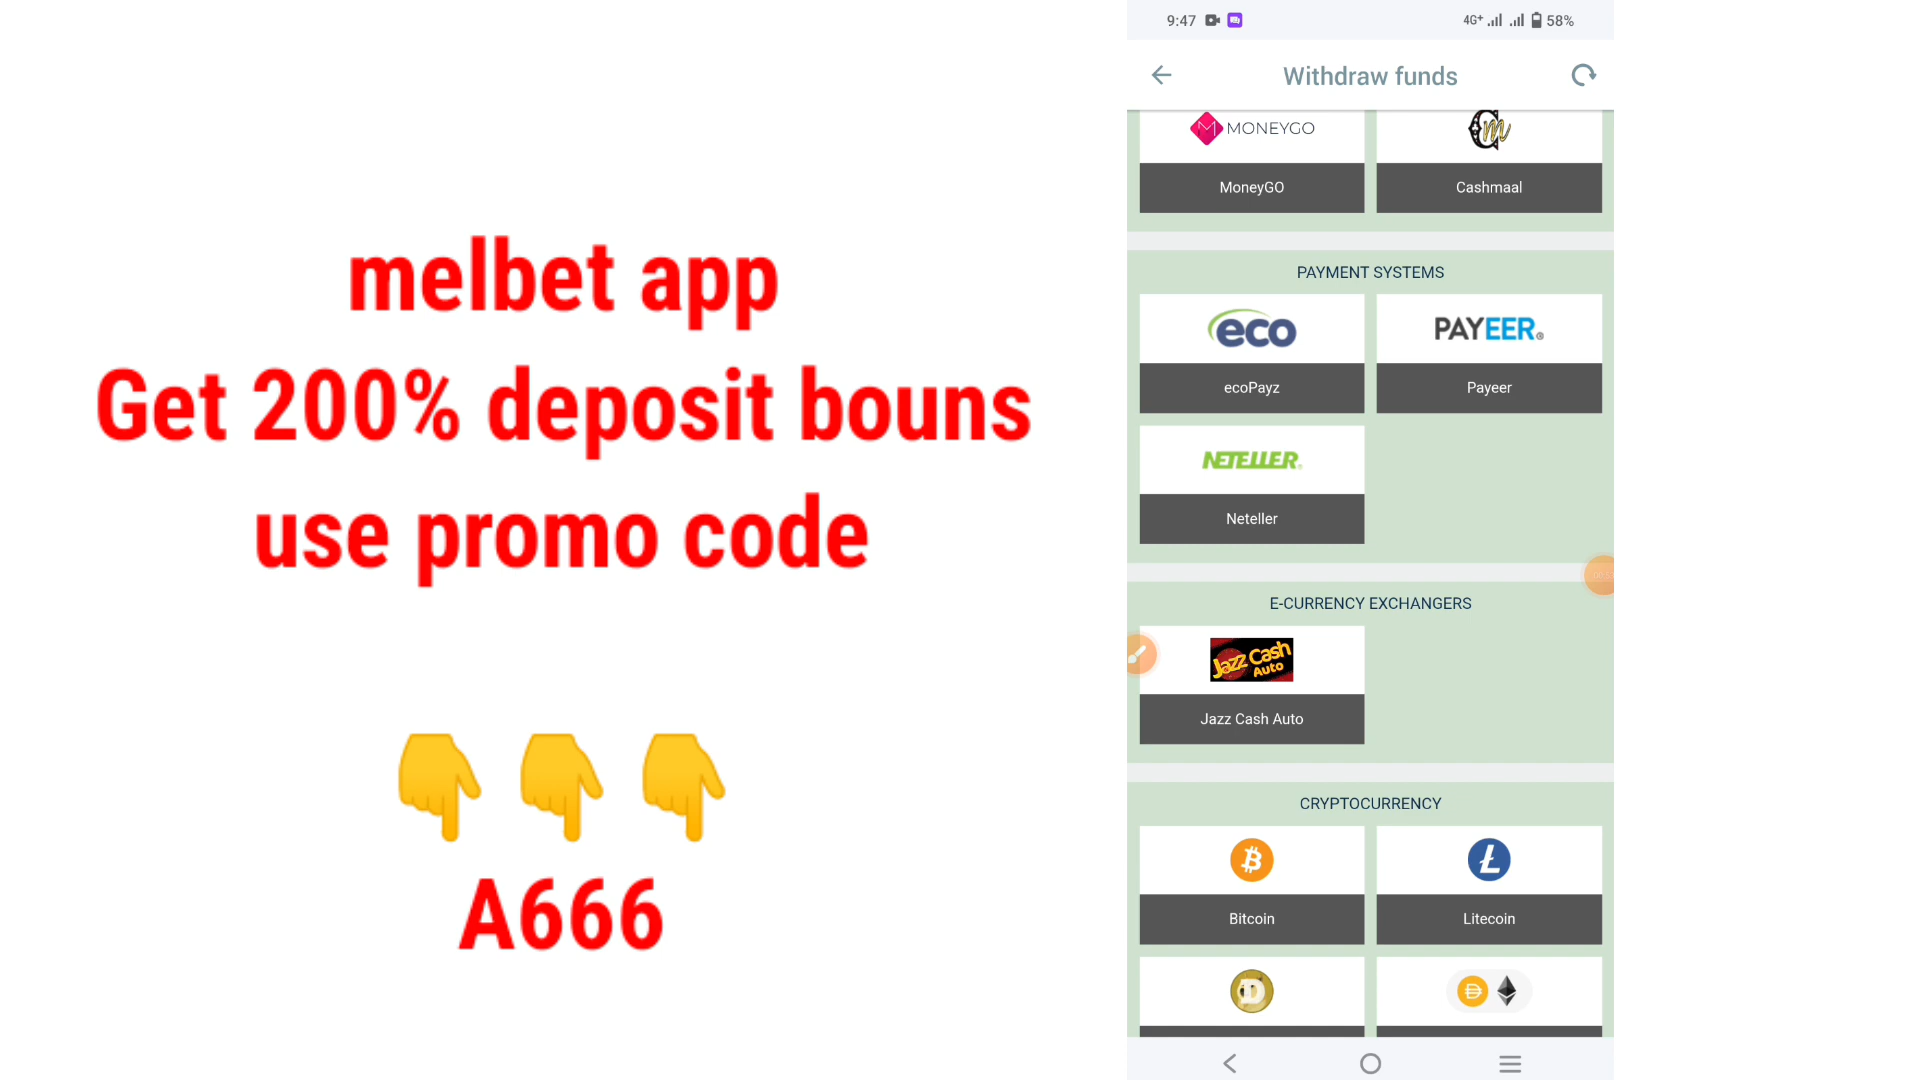 melbet app
Get 200% deposit bouns
use promo code
👇👇👇
A666
9:47
4G+ 58%
Withdraw funds
MONEYGO
MoneyGO
Cm
Cashmaal
PAYMENT SYSTEMS
eco
ecoPayz
PAYEER®
Payeer
NETELLER®
Neteller
E-CURRENCY EXCHANGERS
Jazz Cash
Auto
Jazz Cash Auto
CRYPTOCURRENCY
Bitcoin
Litecoin